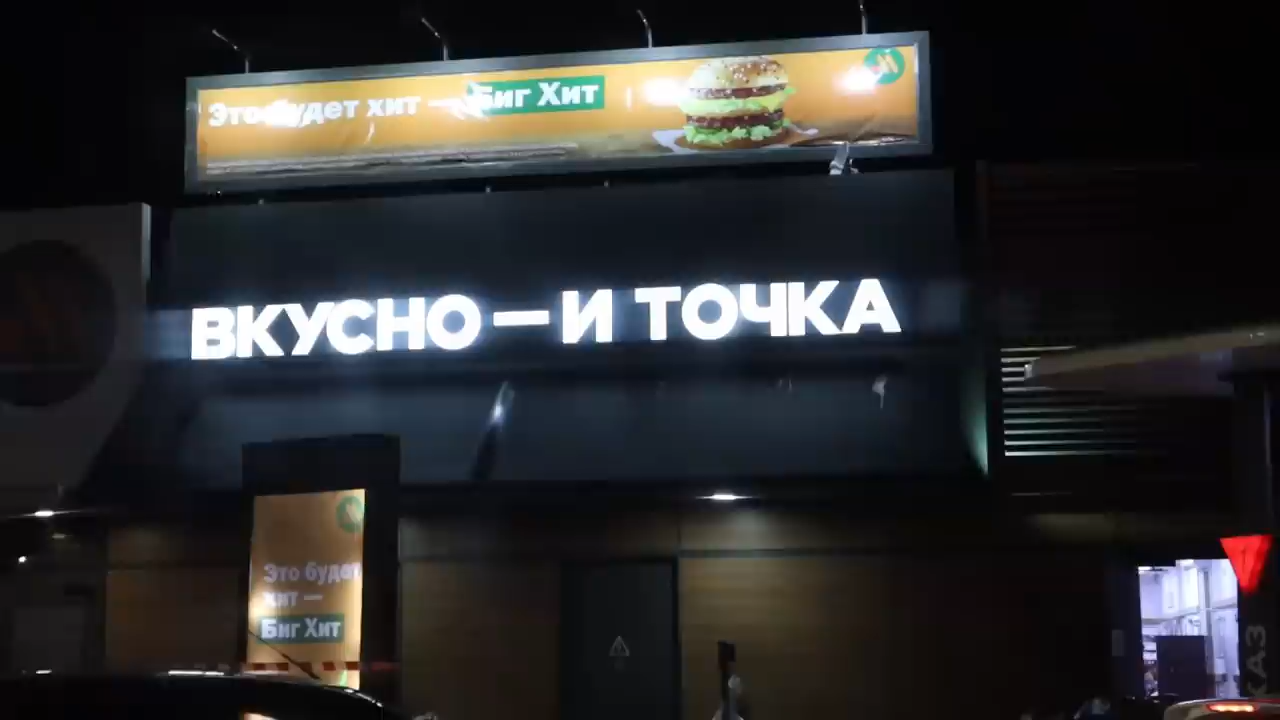 Это будет хит — Биг Хит
ВКУСНО — И ТОЧКА
Это будет
хит —
Биг Хит